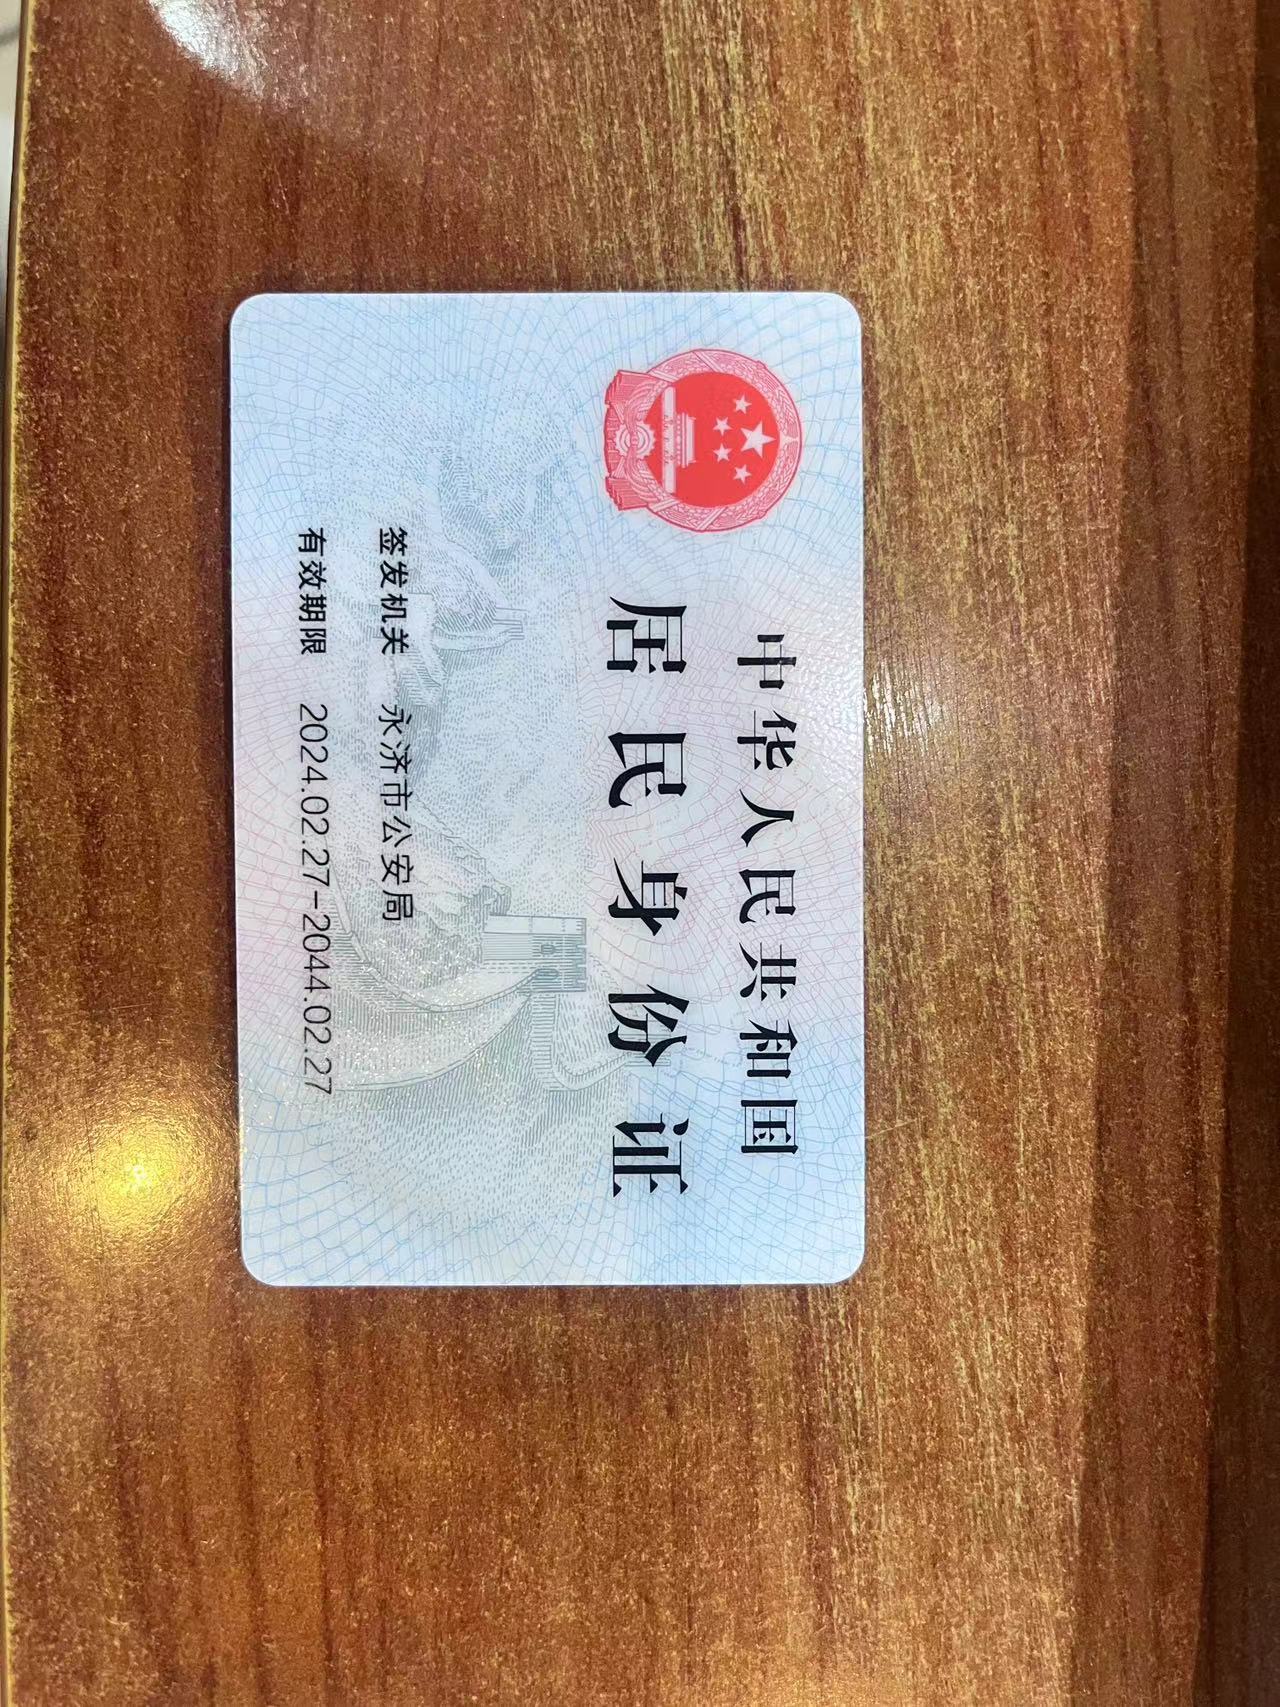 中华人民共和国
居民身份证
签发机关 永济市公安局
有效期限 2024.02.27-2044.02.27